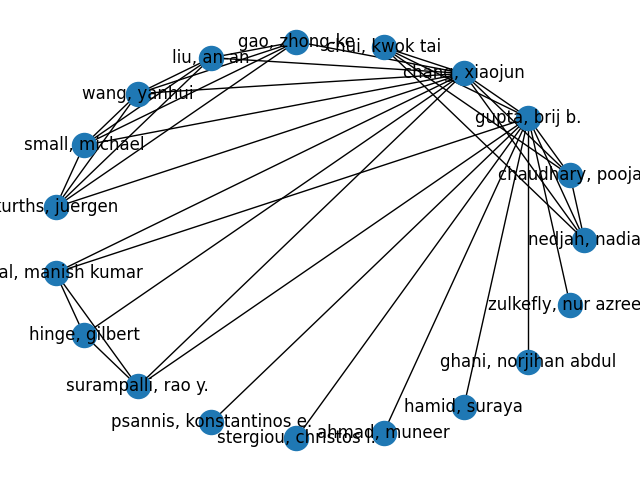 gao, zhong-ke
chui, kwok tai
liu, an-an
chang, xiaojun
wang, yanhui
gupta, brij b.
small, michael
chaudhary, pooja
kurths, juergen
nedjah, nadia
al, manish kumar
zulkefly, nur azree
hinge, gilbert
ghani, norjihan abdul
surampalli, rao y.
hamid, suraya
psannis, konstantinos e.
ahmad, muneer
stergiou, christos l.